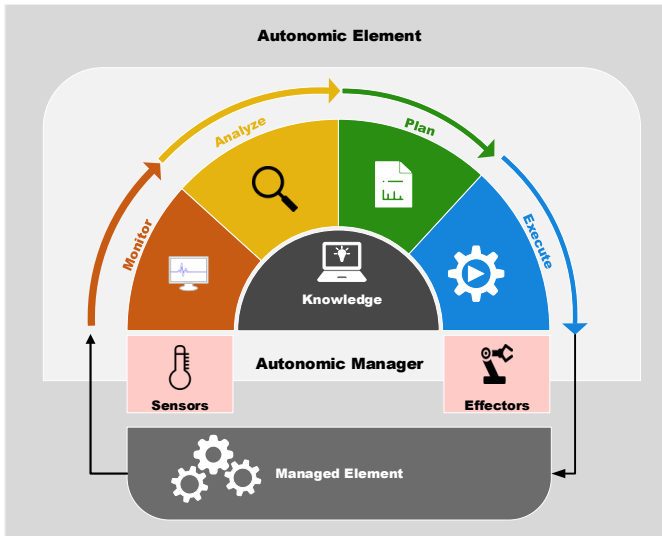 Autonomic Element
Analyze
Plan
Monitor
Execute
Knowledge
Autonomic Manager
Sensors
Effectors
Managed Element